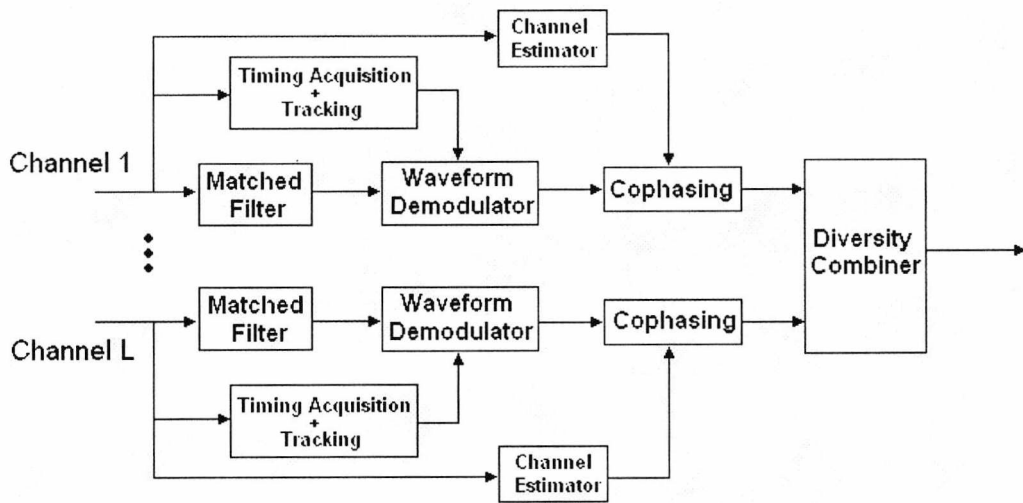 Channel
Estimator
Timing Acquisition
+
Tracking
Channel 1
Matched
Filter
Waveform
Demodulator
Cophasing
Diversity
Combiner
Matched
Filter
Waveform
Demodulator
Cophasing
Channel L
Timing Acquisition
+
Tracking
Channel
Estimator